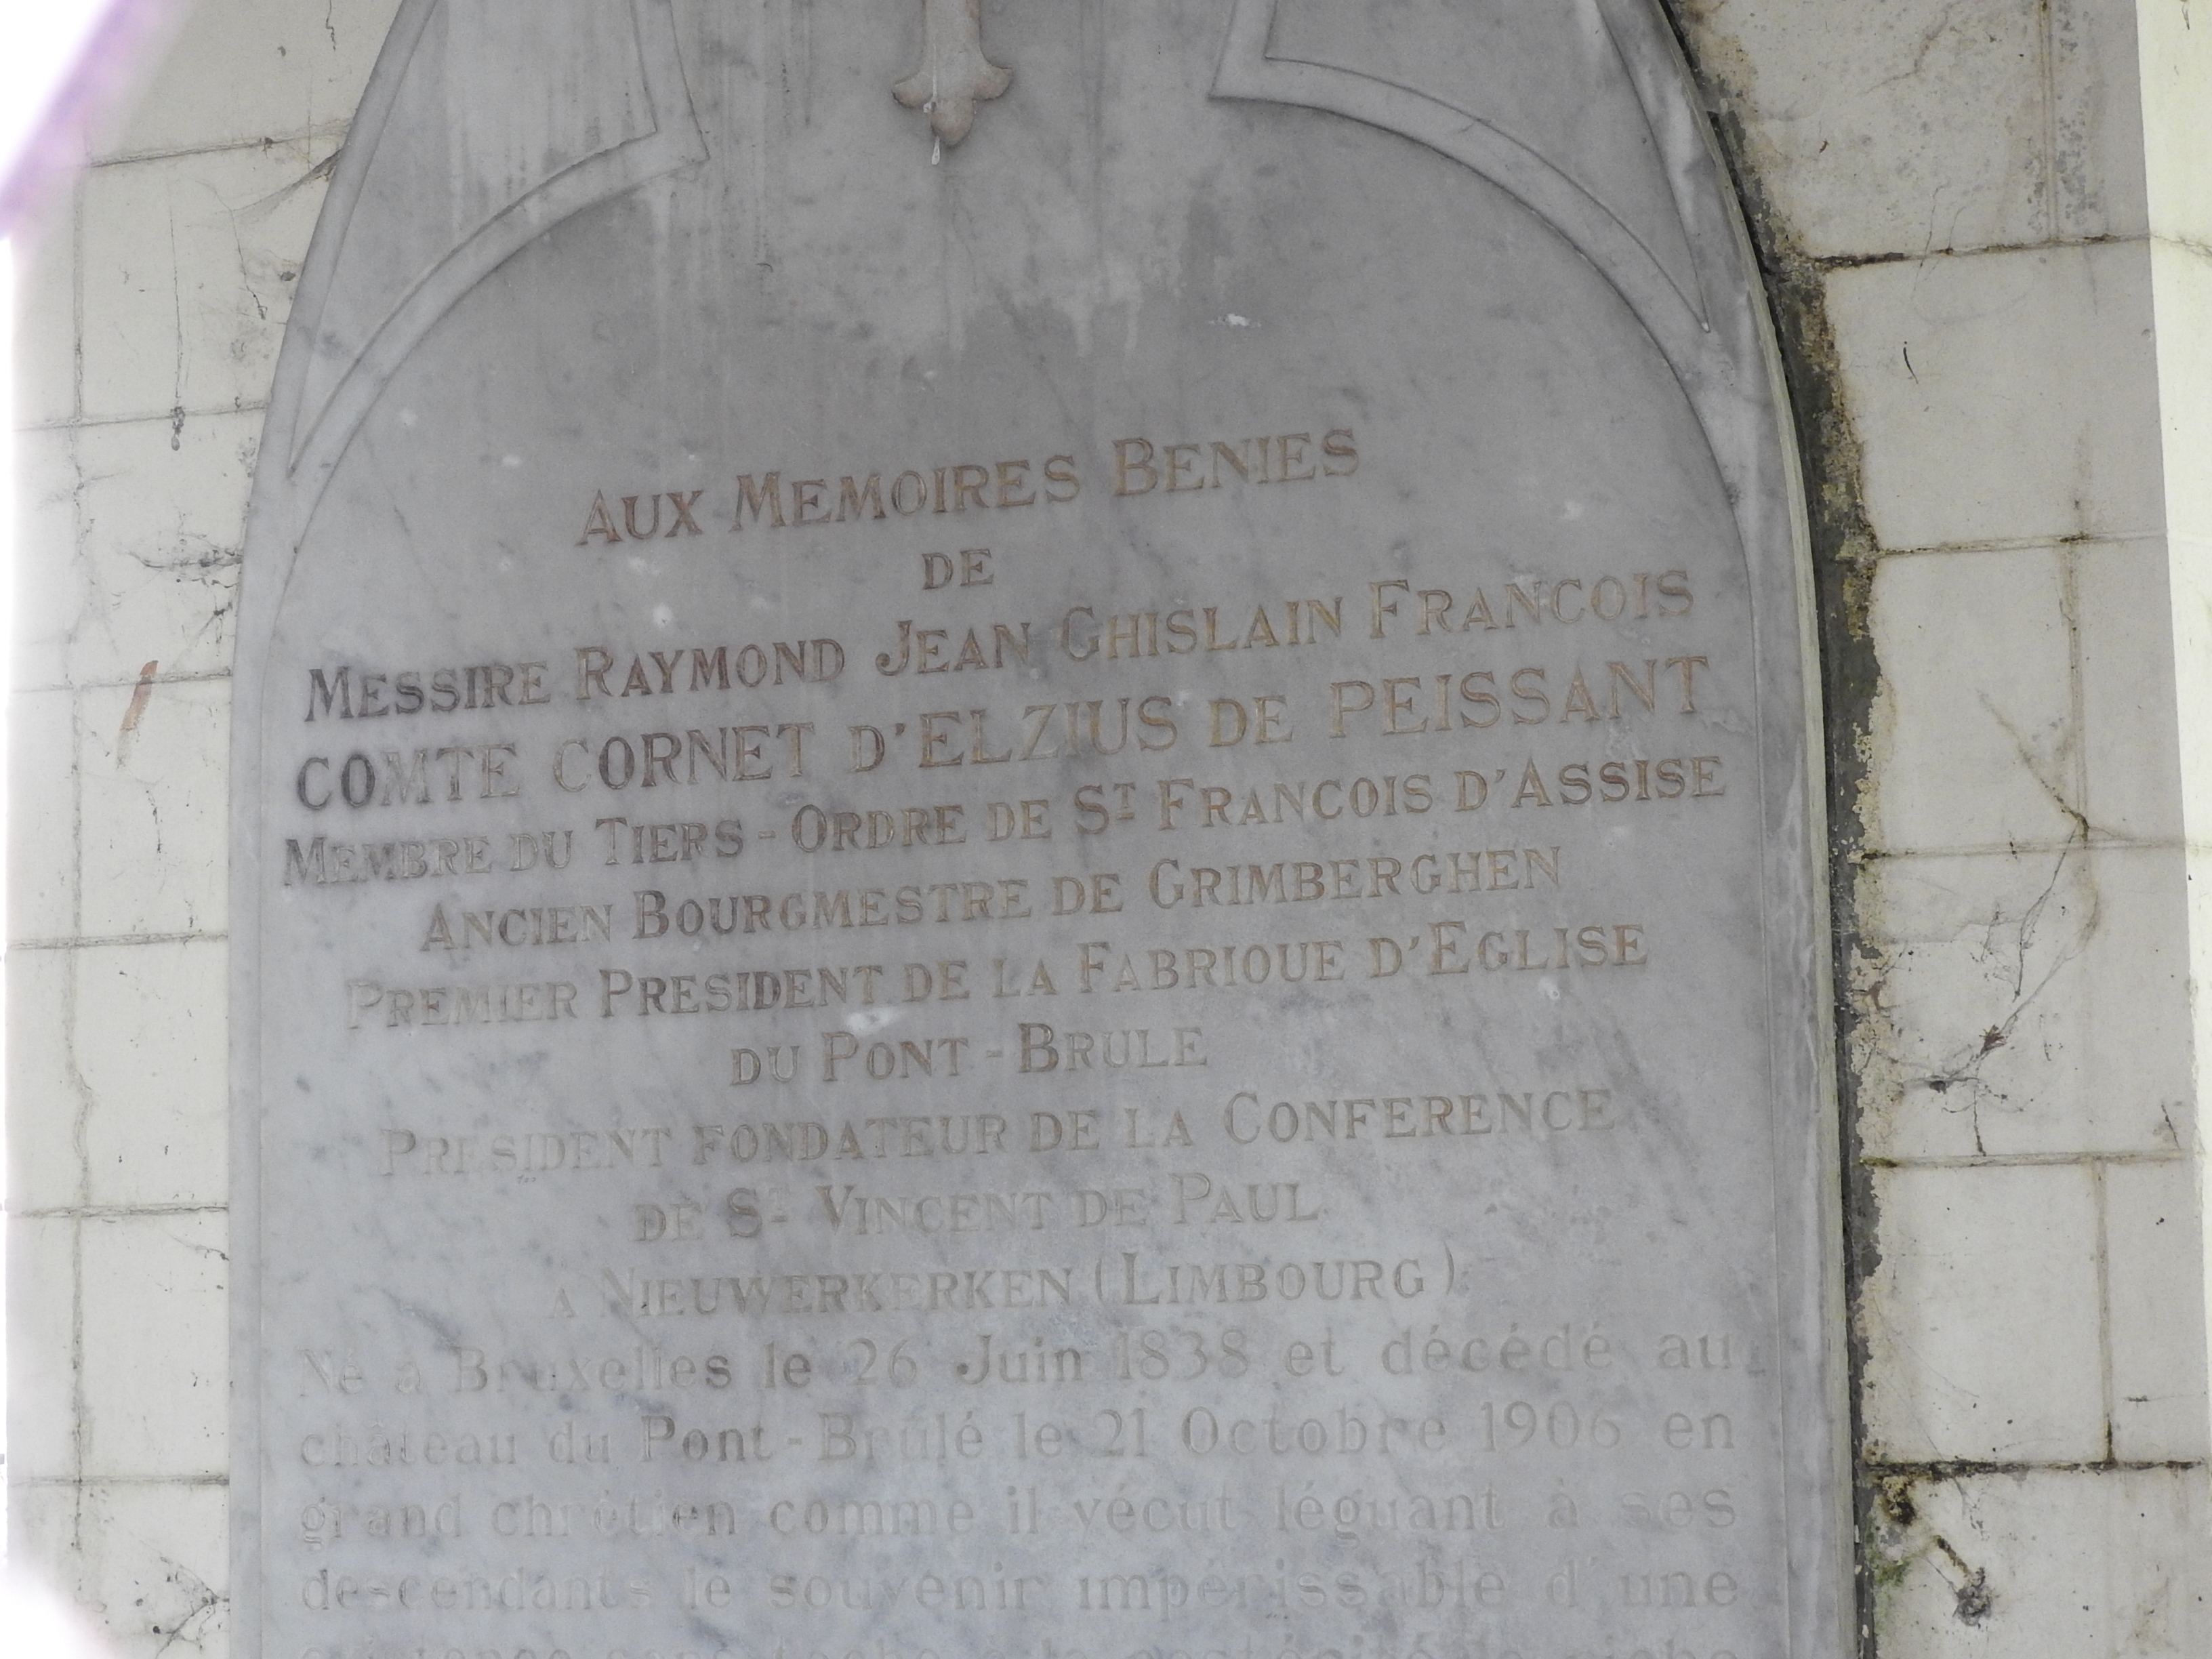 AUX MEMOIRES BENIES
DE
MESSIRE RAYMOND JEAN GHISLAIN FRANCOIS
COMTE CORNET D'ELZIUS DE PEISSANT
MEMBRE DU TIERS-ORDRE DE ST FRANCOIS D'ASSISE
ANCIEN BOURGMESTRE DE GRIMBERGHEN
PREMIER PRESIDENT DE LA FABRIQUE D'EGLISE
DU PONT-BRULE
PRESIDENT FONDATEUR DE LA CONFERENCE
DE ST VINCENT DE PAUL
A NIEUWERKERKEN (LIMBOURG)
Né à Bruxelles le 26 Juin 1838 et décédé au
château du Pont-Brûlé le 21 Octobre 1906 en
grand chrétien comme il vécut léguant à ses
descendants le souvenir impérissable d'une